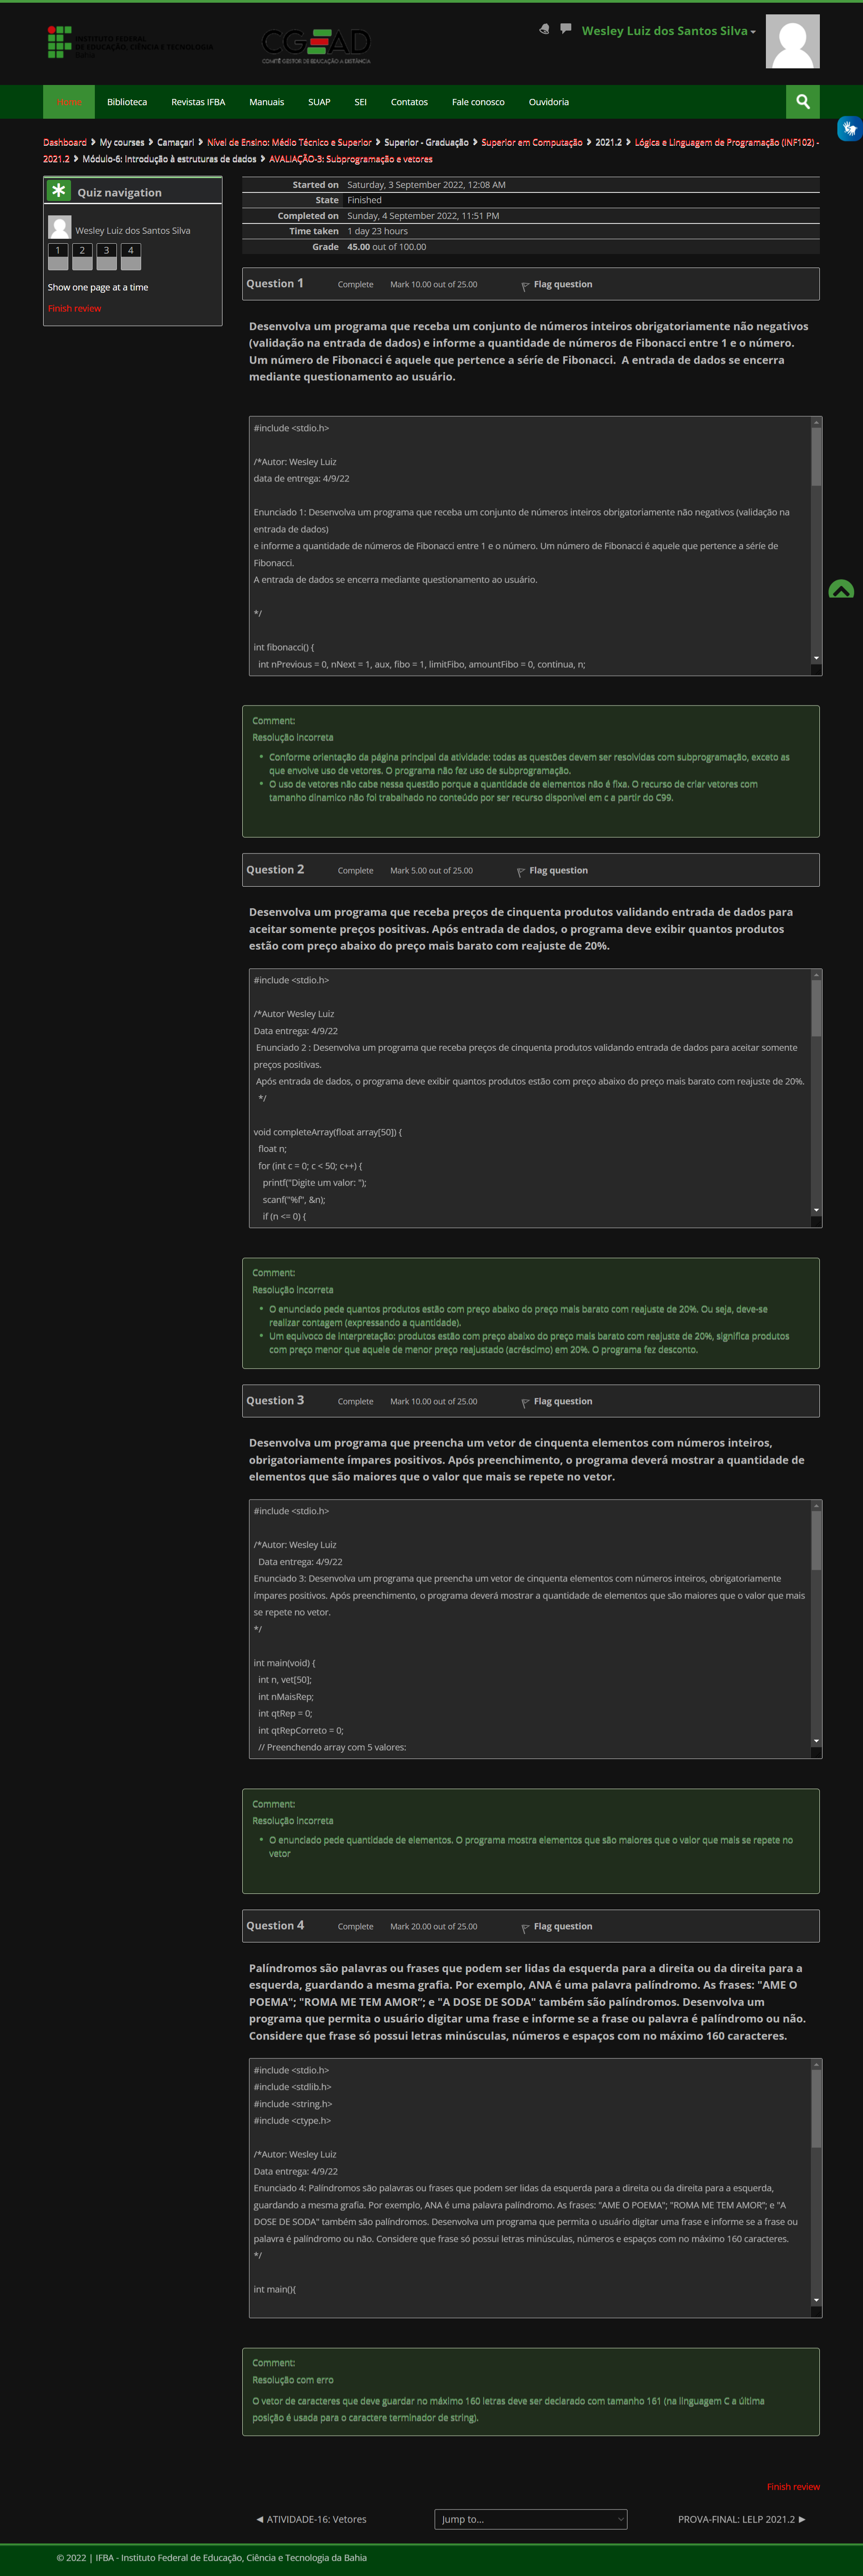 INSTITUTO FEDERAL
DE EDUCAÇÃO, CIÊNCIA E TECNOLOGIA
CGEAD
COMITÊ GESTOR DE EDUCAÇÃO A DISTÂNCIA
Wesley Luiz dos Santos Silva
Home
Biblioteca
Revistas IFBA
Manuais
SUAP
SEI
Contatos
Fale conosco
Ouvidoria
Dashboard > My courses > Camaçari > Nível de Ensino: Médio Técnico e Superior > Superior - Graduação > Superior em Computação > 2021.2 > Lógica e Linguagem de Programação (INF102) -
2021.2 > Módulo-6: Introdução à estruturas de dados > AVALIAÇÃO-3: Subprogramação e vetores
Quiz navigation
Wesley Luiz dos Santos Silva
1 2 3 4
Show one page at a time
Finish review
Started on Saturday, 3 September 2022, 12:08 AM
State Finished
Completed on Sunday, 4 September 2022, 11:51 PM
Time taken 1 day 23 hours
Grade 45.00 out of 100.00
Question 1 Complete Mark 10.00 out of 25.00 Flag question
Desenvolva um programa que receba um conjunto de números inteiros obrigatoriamente não negativos
(validação na entrada de dados) e informe a quantidade de números de Fibonacci entre 1 e o número.
Um número de Fibonacci é aquele que pertence a séríe de Fibonacci.  A entrada de dados se encerra
mediante questionamento ao usuário.
#include <stdio.h>
/*Autor: Wesley Luiz
data de entrega: 4/9/22
Enunciado 1: Desenvolva um programa que receba um conjunto de números inteiros obrigatoriamente não negativos (validação na
entrada de dados)
e informe a quantidade de números de Fibonacci entre 1 e o número. Um número de Fibonacci é aquele que pertence a séríe de
Fibonacci.
A entrada de dados se encerra mediante questionamento ao usuário.
*/
int fibonacci() {
int nPrevious = 0, nNext = 1, aux, fibo = 1, limitFibo, amountFibo = 0, continua, n;
Comment:
Resolução incorreta
• Conforme orientação da página principal da atividade: todas as questões devem ser resolvidas com subprogramação, exceto as
que envolve uso de vetores. O programa não fez uso de subprogramação.
• O uso de vetores não cabe nessa questão porque a quantidade de elementos não é fixa. O recurso de criar vetores com
tamanho dinamico não foi trabalhado no conteúdo por ser recurso disponivel em c a partir do C99.
Question 2 Complete Mark 5.00 out of 25.00 Flag question
Desenvolva um programa que receba preços de cinquenta produtos validando entrada de dados para
aceitar somente preços positivas. Após entrada de dados, o programa deve exibir quantos produtos
estão com preço abaixo do preço mais barato com reajuste de 20%.
#include <stdio.h>
/*Autor Wesley Luiz
Data entrega: 4/9/22
Enunciado 2 : Desenvolva um programa que receba preços de cinquenta produtos validando entrada de dados para aceitar somente
preços positivas.
Após entrada de dados, o programa deve exibir quantos produtos estão com preço abaixo do preço mais barato com reajuste de 20%.
*/
void completeArray(float array[50]) {
float n;
for (int c = 0; c < 50; c++) {
printf("Digite um valor: ");
scanf("%f", &n);
if (n <= 0) {
Comment:
Resolução incorreta
• O enunciado pede quantos produtos estão com preço abaixo do preço mais barato com reajuste de 20%. Ou seja, deve-se
realizar contagem (expressando a quantidade).
• Um equívoco de interpretação: produtos estão com preço abaixo do preço mais barato com reajuste de 20%, significa produtos
com preço menor que aquele de menor preço reajustado (acréscimo) em 20%. O programa fez desconto.
Question 3 Complete Mark 10.00 out of 25.00 Flag question
Desenvolva um programa que preencha um vetor de cinquenta elementos com números inteiros,
obrigatoriamente ímpares positivos. Após preenchimento, o programa deverá mostrar a quantidade de
elementos que são maiores que o valor que mais se repete no vetor.
#include <stdio.h>
/*Autor: Wesley Luiz
Data entrega: 4/9/22
Enunciado 3: Desenvolva um programa que preencha um vetor de cinquenta elementos com números inteiros, obrigatoriamente
ímpares positivos. Após preenchimento, o programa deverá mostrar a quantidade de elementos que são maiores que o valor que mais
se repete no vetor.
*/
int main(void) {
int n, vet[50];
int nMaisRep;
int qtRep = 0;
int qtRepCorreto = 0;
// Preenchendo array com 5 valores:
Comment:
Resolução incorreta
• O enunciado pede quantidade de elementos. O programa mostra elementos que são maiores que o valor que mais se repete no
vetor
Question 4 Complete Mark 20.00 out of 25.00 Flag question
Palíndromos são palavras ou frases que podem ser lidas da esquerda para a direita ou da direita para a
esquerda, guardando a mesma grafia. Por exemplo, ANA é uma palavra palíndromo. As frases: "AME O
POEMA"; "ROMA ME TEM AMOR"; e "A DOSE DE SODA" também são palíndromos. Desenvolva um
programa que permita o usuário digitar uma frase e informe se a frase ou palavra é palíndromo ou não.
Considere que frase só possui letras minúsculas, números e espaços com no máximo 160 caracteres.
#include <stdio.h>
#include <stdlib.h>
#include <string.h>
#include <ctype.h>
/*Autor: Wesley Luiz
Data entrega: 4/9/22
Enunciado 4: Palíndromos são palavras ou frases que podem ser lidas da esquerda para a direita ou da direita para a esquerda,
guardando a mesma grafia. Por exemplo, ANA é uma palavra palíndromo. As frases: "AME O POEMA"; "ROMA ME TEM AMOR"; e "A
DOSE DE SODA" também são palíndromos. Desenvolva um programa que permita o usuário digitar uma frase e informe se a frase ou
palavra é palíndromo ou não. Considere que frase só possui letras minúsculas, números e espaços com no máximo 160 caracteres.
*/
int main(){
Comment:
Resolução com erro
O vetor de caracteres que deve guardar no máximo 160 letras deve ser declarado com tamanho 161 (na linguagem C a última
posição é usada para o caractere terminador de string).
Finish review
◄ ATIVIDADE-16: Vetores
Jump to...
PROVA-FINAL: LELP 2021.2 ►
© 2022 | IFBA - Instituto Federal de Educação, Ciência e Tecnologia da Bahia